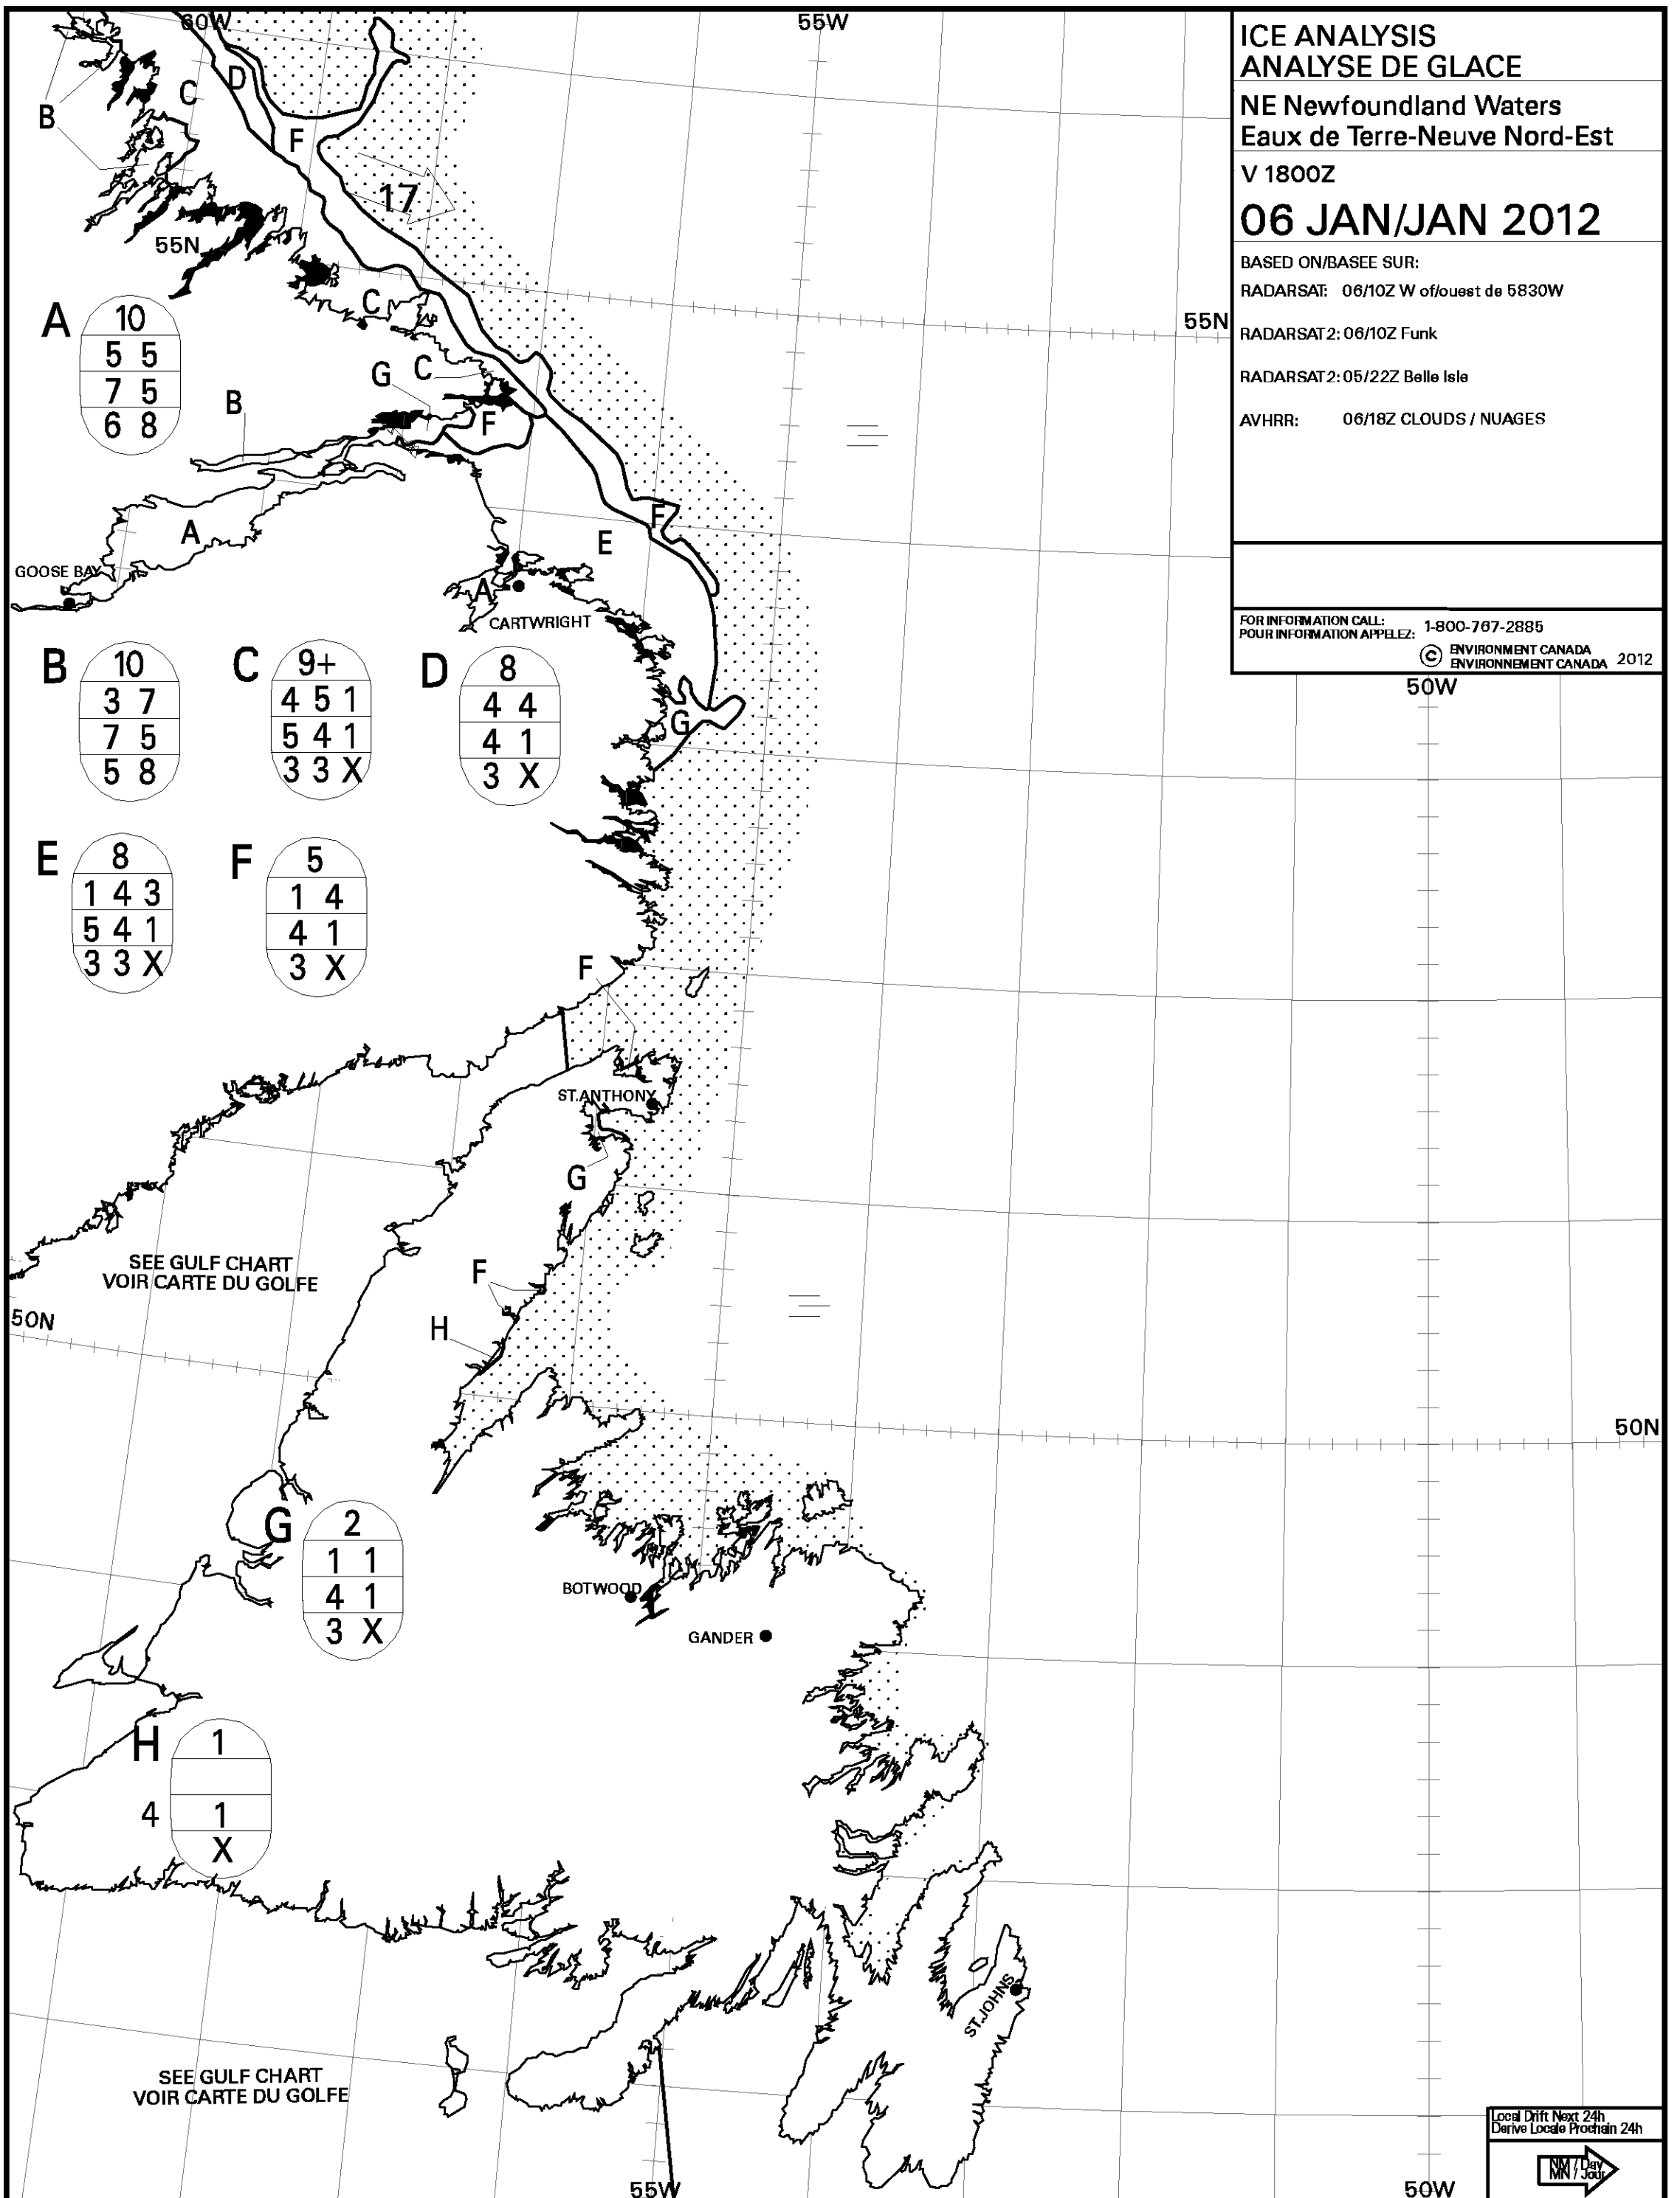 60W
55W
ICE ANALYSIS
ANALYSE DE GLACE
NE Newfoundland Waters
Eaux de Terre-Neuve Nord-Est
V 1800Z
06 JAN/JAN 2012
BASED ON/BASEE SUR:
RADARSAT: 06/10Z W of/ouest de 5830W
RADARSAT2: 06/10Z Funk
RADARSAT2: 05/22Z Belle Isle
AVHRR: 06/18Z CLOUDS / NUAGES
FOR INFORMATION CALL:
POUR INFORMATION APPELEZ: 1-800-767-2885
© ENVIRONMENT CANADA
ENVIRONNEMENT CANADA 2012
D
C
B
F
17
55N
C
55N
A
10
5 5
7 5
6 8
G C
B
F
F
A
E
GOOSE BAY
A
CARTWRIGHT
B
10
3 7
7 5
5 8
C
9+
4 5 1
5 4 1
3 3 X
D
8
4 4
4 1
3 X
50W
G
E
8
1 4 3
5 4 1
3 3 X
F
5
1 4
4 1
3 X
F
ST.ANTHONY
G
SEE GULF CHART
VOIR CARTE DU GOLFE
F
50N
H
50N
G
2
1 1
4 1
3 X
BOTWOOD
GANDER
H
1
4 1
X
ST.JOHNS
SEE GULF CHART
VOIR CARTE DU GOLFE
Local Drift Next 24h
Derive Locale Prochain 24h
NM / Day
MN / Jour
55W
50W